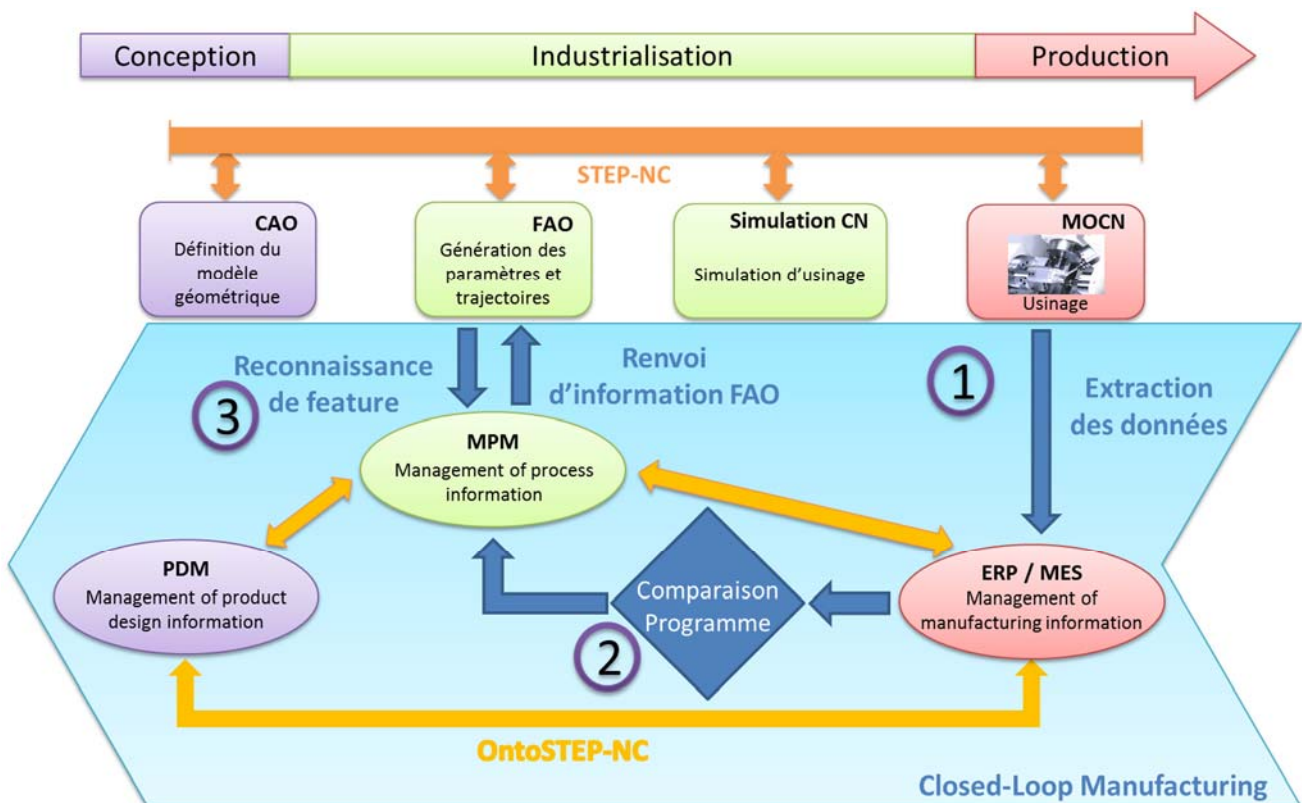 Conception
Industrialisation
Production
STEP-NC
CAO
Définition du
modèle
géométrique
FAO
Génération des
paramètres et
trajectoires
Simulation CN
Simulation d'usinage
MOCN
Usinage
Reconnaissance
de feature
3
Renvoi
d'information FAO
1
Extraction
des données
MPM
Management of process
information
PDM
Management of product
design information
Comparaison
Programme
2
ERP / MES
Management of
manufacturing information
OntoSTEP-NC
Closed-Loop Manufacturing